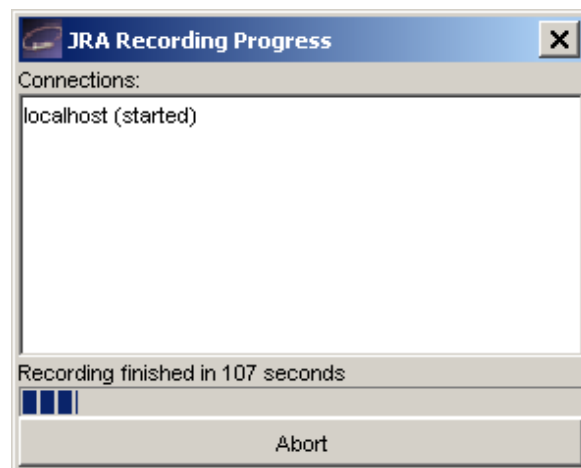 JRA Recording Progress
Connections:
localhost (started)
Recording finished in 107 seconds
Abort